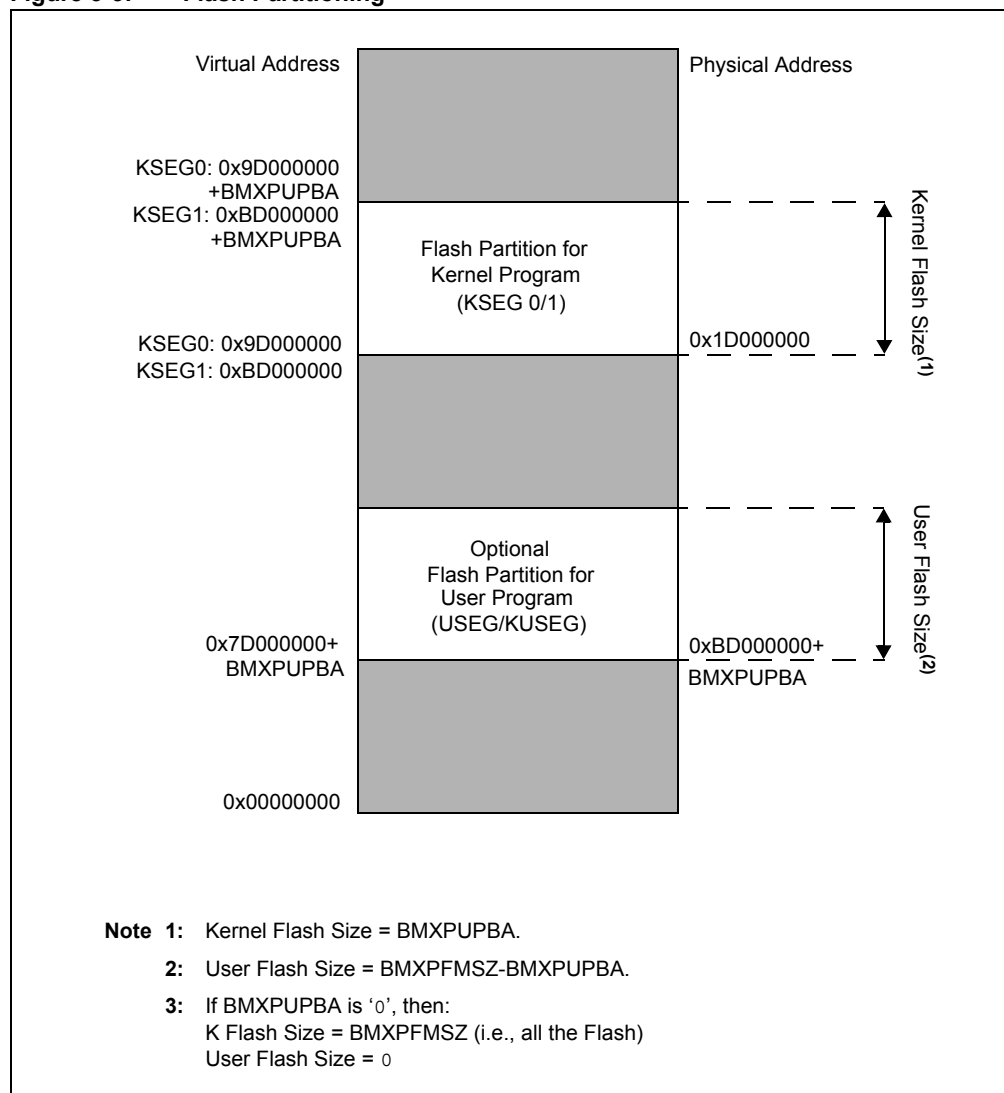 Virtual Address
Physical Address
KSEG0: 0x9D000000
+BMXPUPBA
KSEG1: 0xBD000000
+BMXPUPBA
Flash Partition for
Kernel Program
(KSEG 0/1)
Kernel Flash Size(1)
KSEG0: 0x9D000000
KSEG1: 0xBD000000
0x1D000000
Optional
Flash Partition for
User Program
(USEG/KUSEG)
User Flash Size(2)
0x7D000000+
BMXPUPBA
0xBD000000+
BMXPUPBA
0x00000000
Note 1: Kernel Flash Size = BMXPUPBA.
2: User Flash Size = BMXPFMSZ-BMXPUPBA.
3: If BMXPUPBA is ‘0’, then:
K Flash Size = BMXPFMSZ (i.e., all the Flash)
User Flash Size = 0